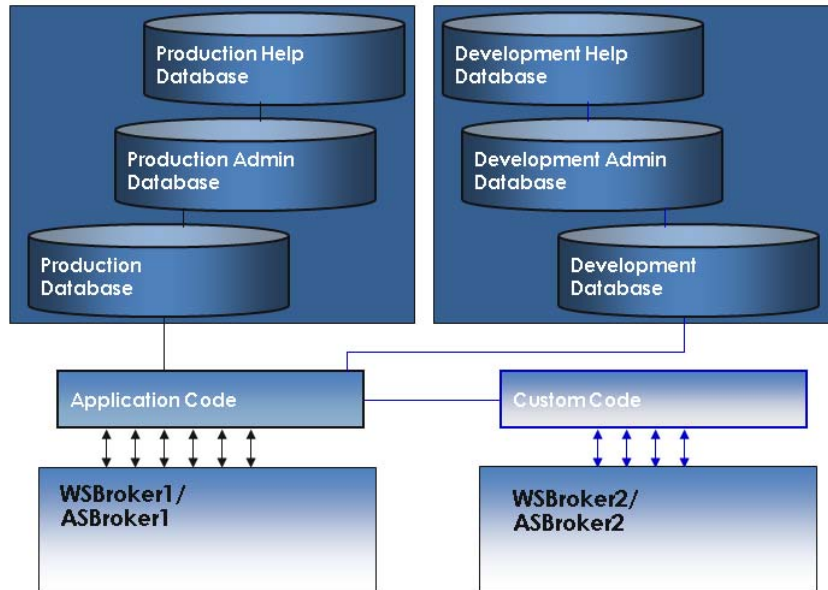 Production Help
Database
Development Help
Database
Production Admin
Database
Development Admin
Database
Production
Database
Development
Database
Application Code
Custom Code
WSBroker1/
ASBroker1
WSBroker2/
ASBroker2